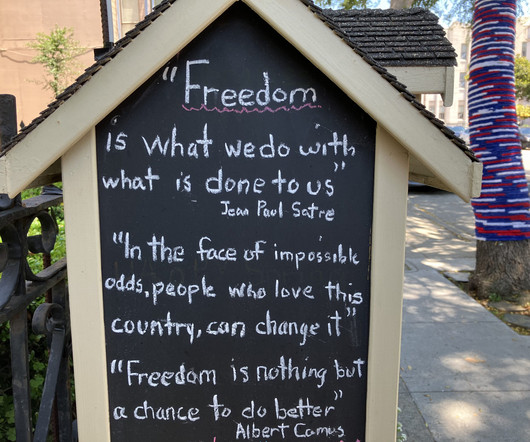 "Freedom
is what we do with
what is done to us"
Jean Paul Satre
"In the face of impossible
odds, people who love this
country, can change it"
"Freedom is nothing but
a chance to do better"
Albert Camus